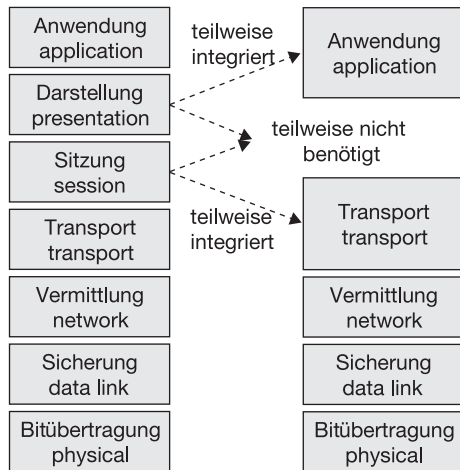 Anwendung
application
Darstellung
presentation
Sitzung
session
Transport
transport
Vermittlung
network
Sicherung
data link
Bitübertragung
physical
teilweise
integriert
teilweise nicht
benötigt
teilweise
integriert
Anwendung
application
Transport
transport
Vermittlung
network
Sicherung
data link
Bitübertragung
physical